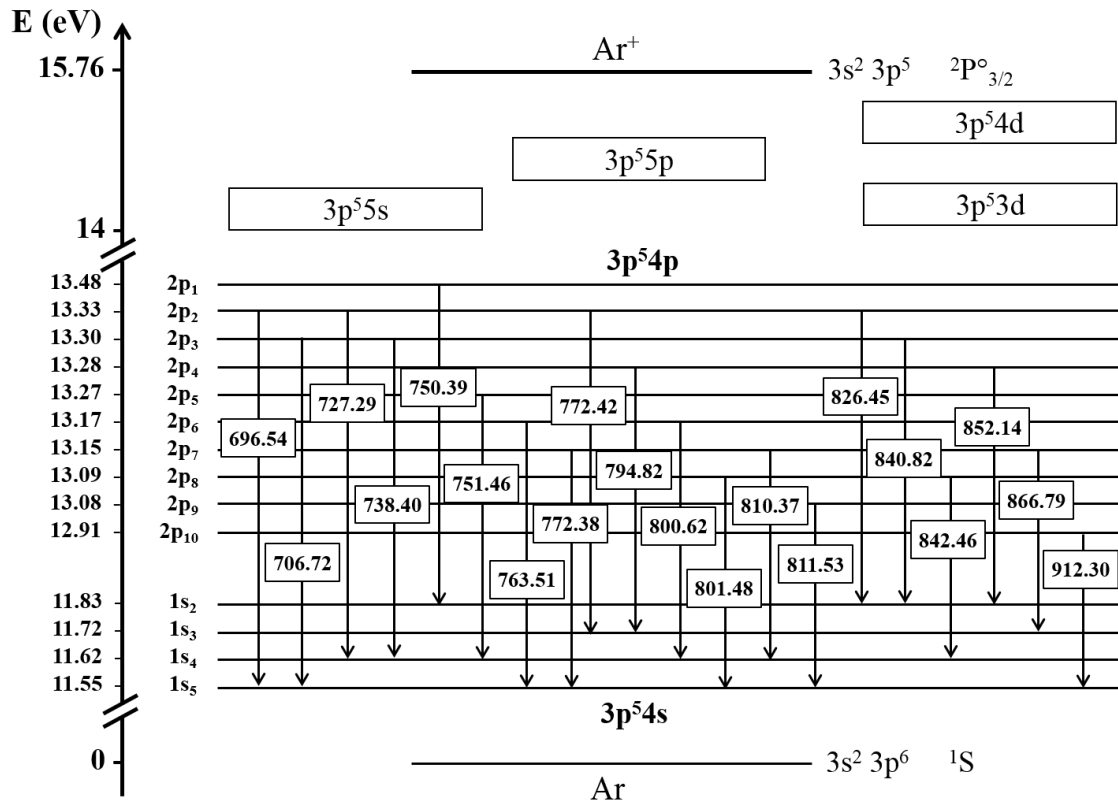 E (eV)
15.76
Ar⁺
3s² 3p⁵ ²P°₃/₂
3p⁵4d
3p⁵5p
3p⁵5s
3p⁵3d
14
3p⁵4p
13.48 2p₁
13.33 2p₂
13.30 2p₃
13.28 2p₄
13.27 2p₅
13.17 2p₆
13.15 2p₇
13.09 2p₈
13.08 2p₉
12.91 2p₁₀
696.54
706.72
727.29
738.40
750.39
751.46
763.51
772.38
772.42
794.82
800.62
801.48
810.37
811.53
826.45
840.82
842.46
852.14
866.79
912.30
11.83 1s₂
11.72 1s₃
11.62 1s₄
11.55 1s₅
3p⁵4s
0
3s² 3p⁶ ¹S
Ar